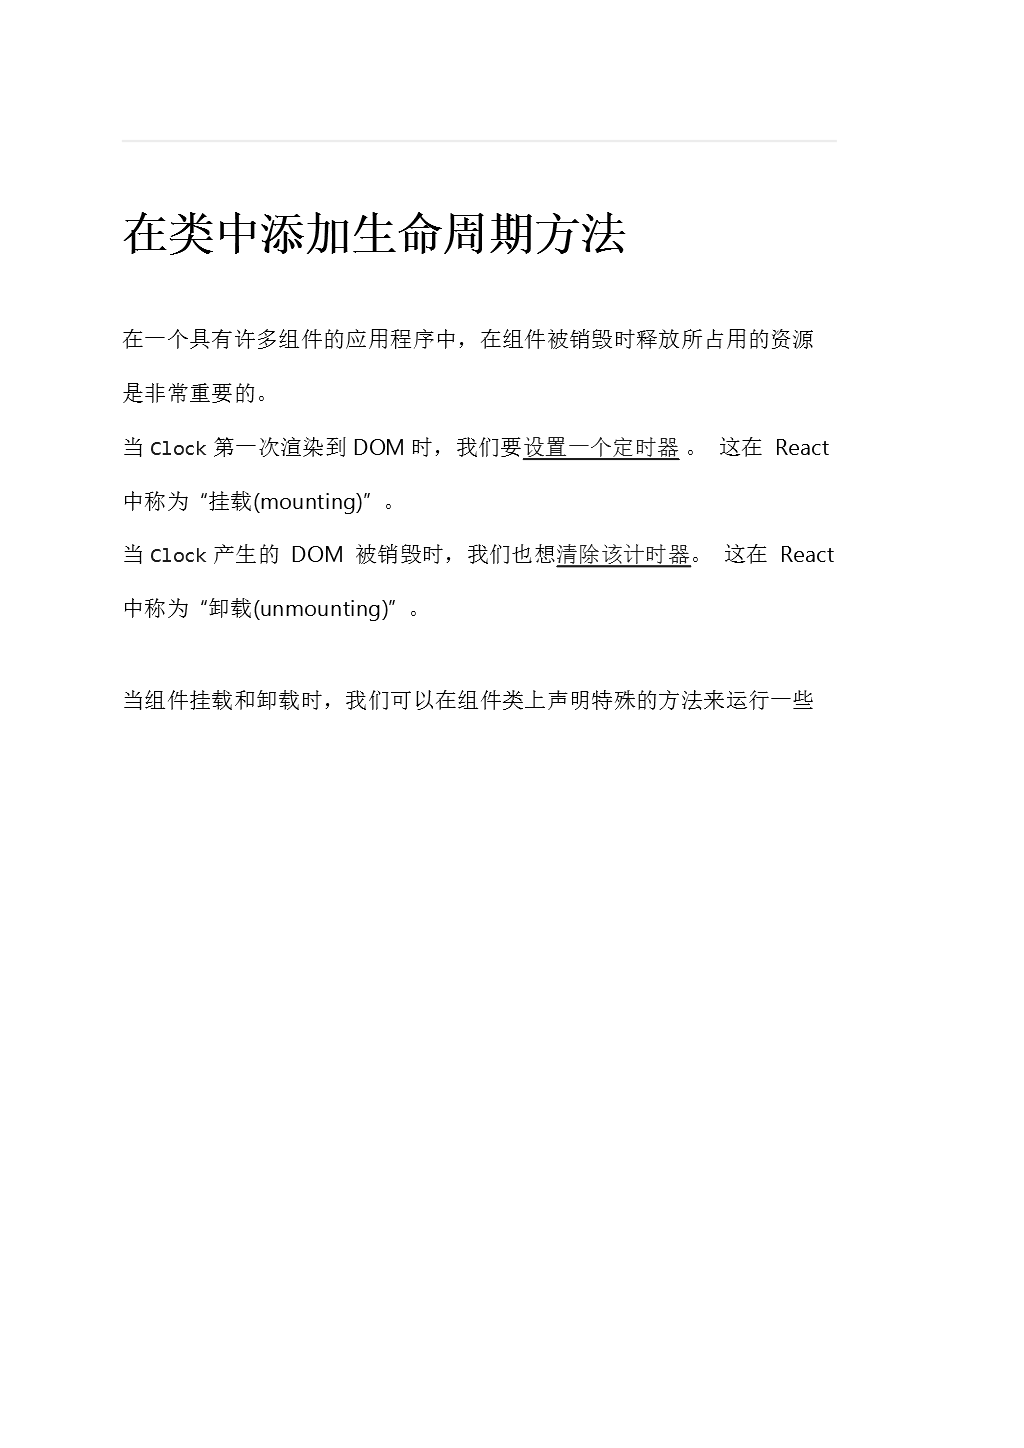 在类中添加生命周期方法
在一个具有许多组件的应用程序中，在组件被销毁时释放所占用的资源
是非常重要的。
当 Clock 第一次渲染到 DOM 时，我们要设置一个定时器 。 这在 React
中称为 “挂载(mounting)” 。
当 Clock 产生的 DOM 被销毁时，我们也想清除该计时器。 这在 React
中称为 “卸载(unmounting)” 。
当组件挂载和卸载时，我们可以在组件类上声明特殊的方法来运行一些